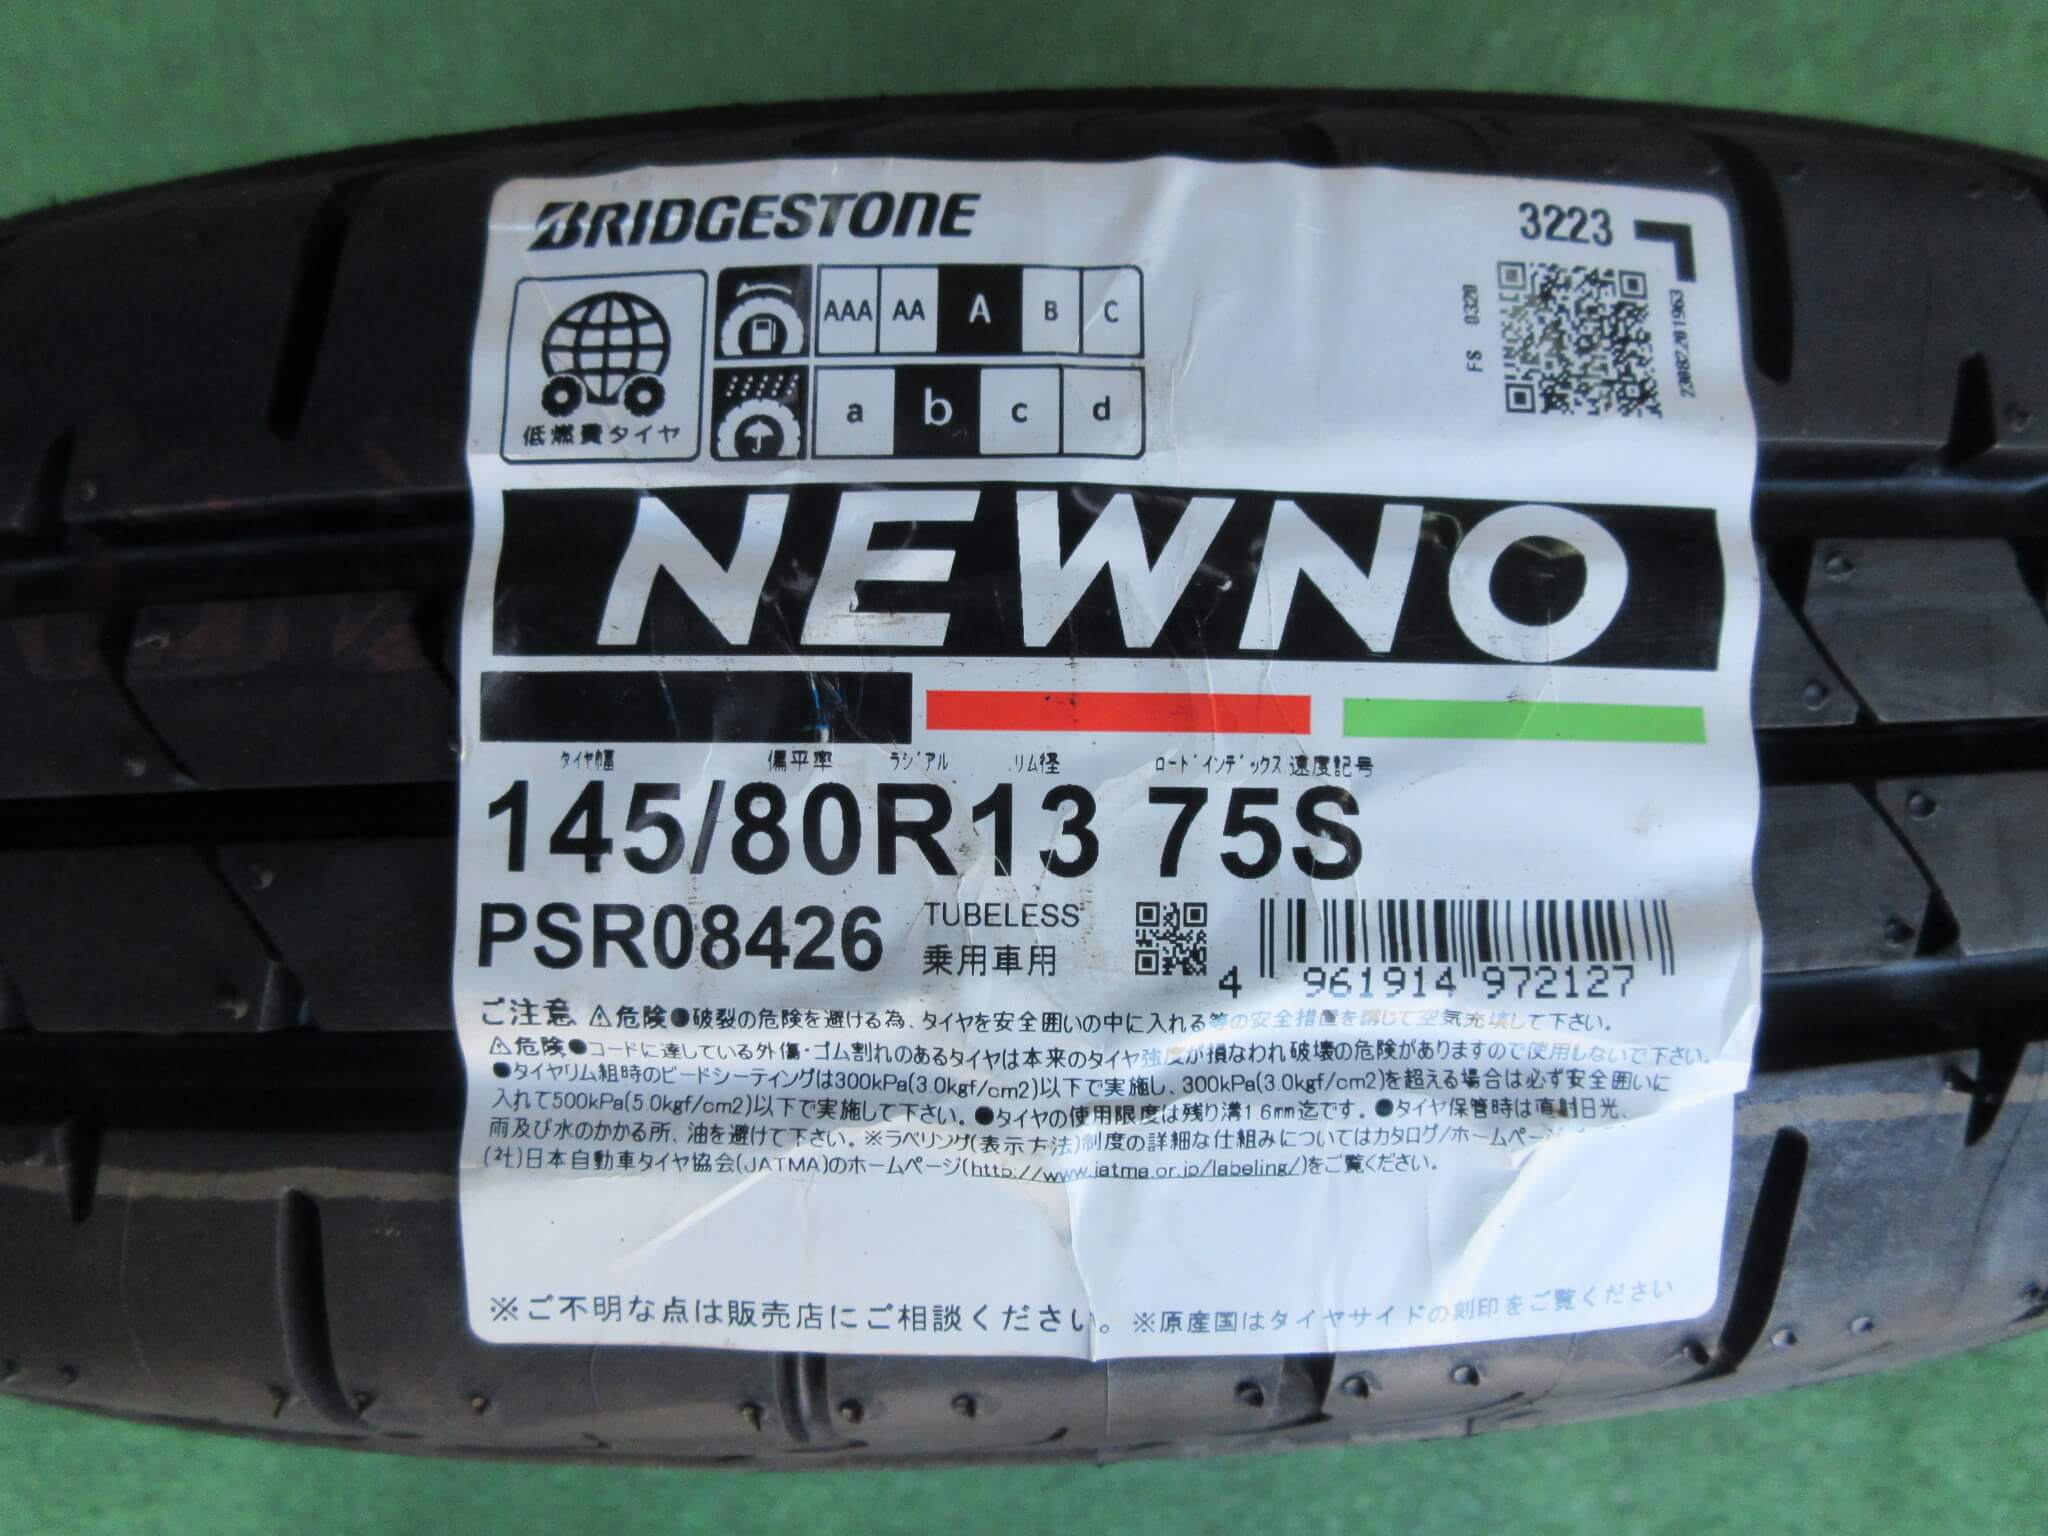 BRIDGESTONE
3223
FS 0320
230822201963
AAA AA A B C
a b c d
低燃費タイヤ
NEWNO
タイヤ幅 偏平率 ラジアル リム径 ロードインデックス 速度記号
145/80R13 75S
PSR08426 TUBELESS
乗用車用
4 961914 972127
ご注意 ⚠危険●破裂の危険を避ける為、タイヤを安全囲いの中に入れる等の安全措置を講じて空気充填して下さい。
⚠危険●コードに達している外傷・ゴム割れのあるタイヤは本来のタイヤ強度が損なわれ破壊の危険がありますので使用しないで下さい。
●タイヤリム組時のビードシーティングは300kPa(3.0kgf/cm2)以下で実施し、300kPa(3.0kgf/cm2)を超える場合は必ず安全囲いに
入れて500kPa(5.0kgf/cm2)以下で実施して下さい。●タイヤの使用限度は残り溝1.6mm迄です。●タイヤ保管時は直射日光、
雨及び水のかかる所、油を避けて下さい。※ラベリング(表示方法)制度の詳細な仕組みについてはカタログ/ホームページ
(社)日本自動車タイヤ協会(JATMA)のホームページ(http://www.jatma.or.jp/labeling/)をご覧ください。
※ご不明な点は販売店にご相談ください。 ※原産国はタイヤサイドの刻印をご覧ください